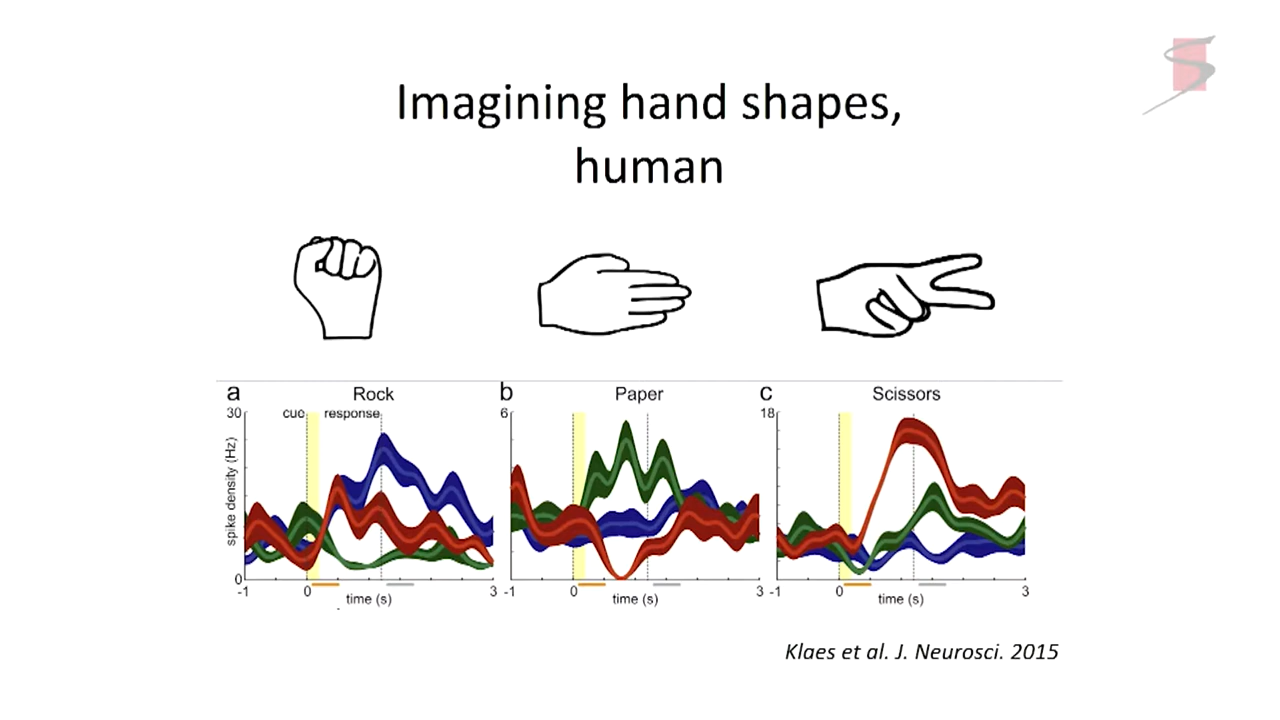 Imagining hand shapes,
human
a Rock
b Paper
c Scissors
30
cuo response
spike density (Hz)
0
-1 0 3
time (s)
6
-1 0 3
time (s)
18
-1 0 3
time (s)
Klaes et al. J. Neurosci. 2015